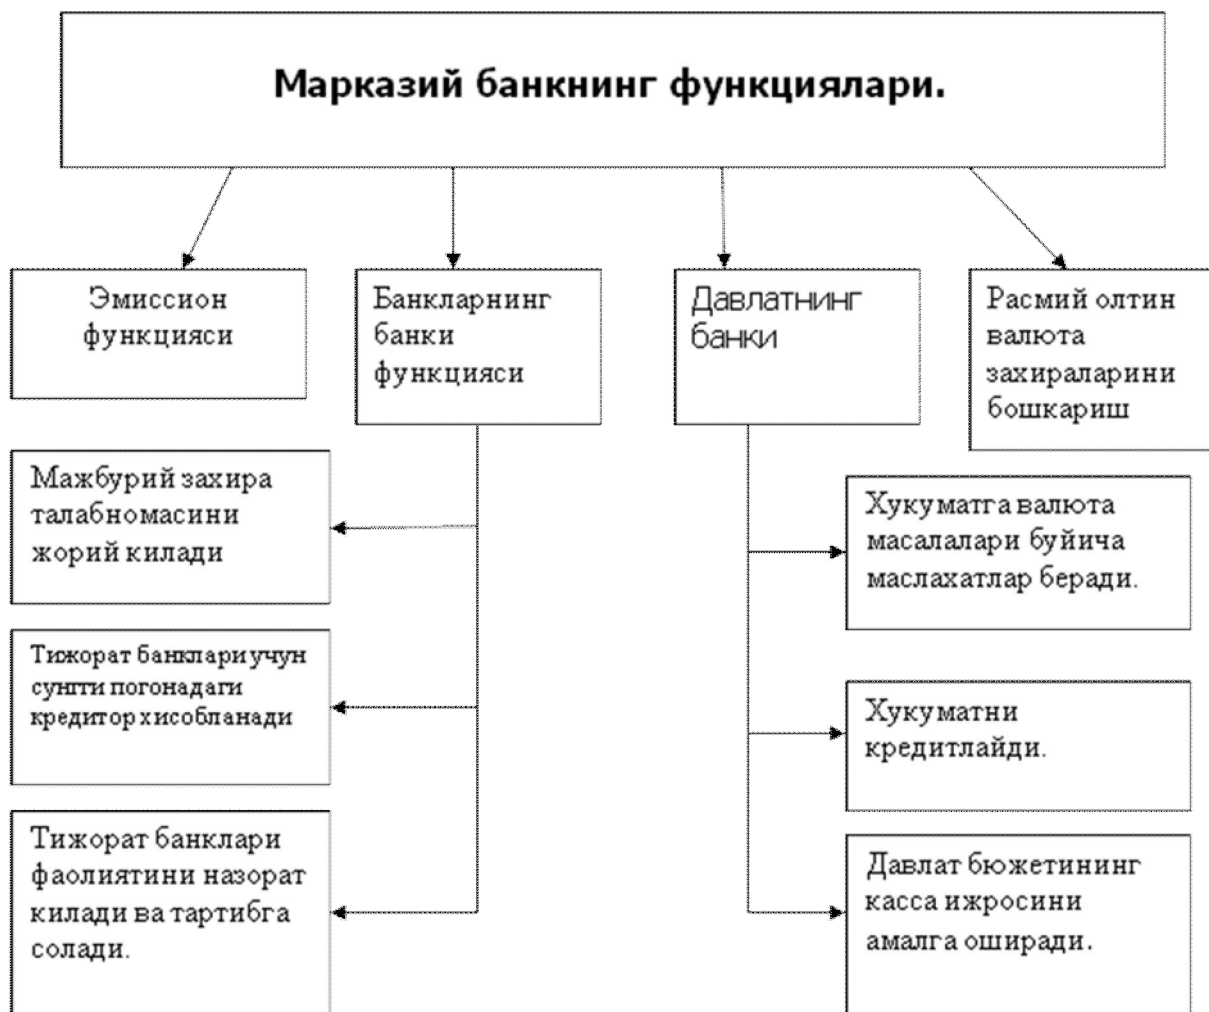 Марказий банкнинг функциялари.
Эмиссион
функцияси
Банкларнинг
банки
функцияси
Давлатнинг
банки
Расмий олтин
валюта
захираларини
бошкариш
Мажбурий захира
талабномасини
жорий килади
Тижорат банклари учун
сунгги погонадаги
кредитор хисобланади
Тижорат банклари
фаолиятини назорат
килади ва тартибга
солади.
Хукуматга валюта
масалалари буйича
маслахатлар беради.
Хукуматни
кредитлайди.
Давлат бюжетининг
касса ижросини
амалга оширади.